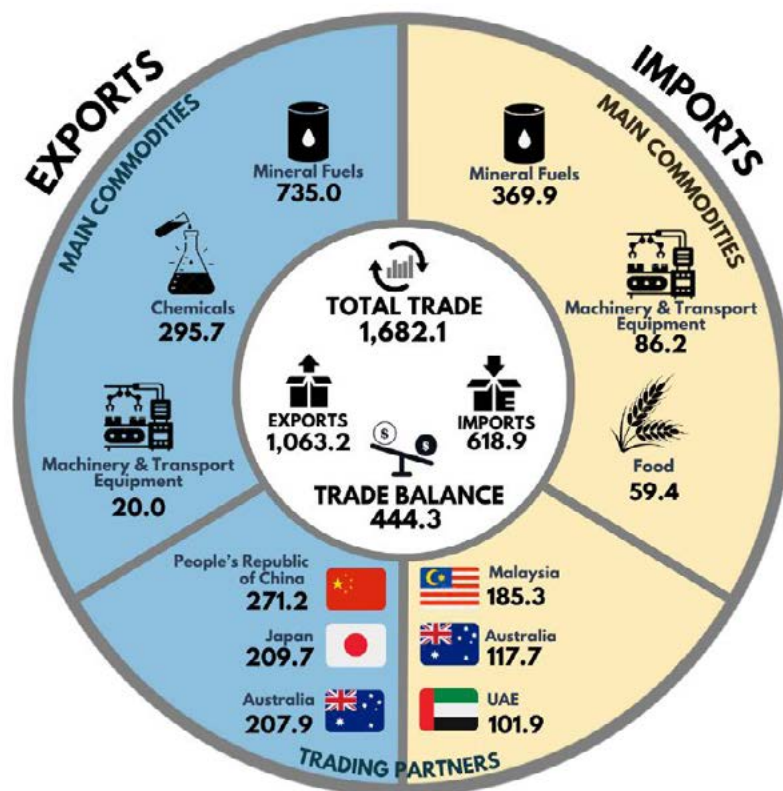 EXPORTS
MAIN COMMODITIES
Mineral Fuels
735.0
Chemicals
295.7
Machinery & Transport
Equipment
20.0
IMPORTS
MAIN COMMODITIES
Mineral Fuels
369.9
Machinery & Transport
Equipment
86.2
Food
59.4
TOTAL TRADE
1,682.1
EXPORTS
1,063.2
IMPORTS
618.9
$
$
TRADE BALANCE
444.3
People's Republic
of China
271.2
Japan
209.7
Australia
207.9
Malaysia
185.3
Australia
117.7
UAE
101.9
TRADING PARTNERS